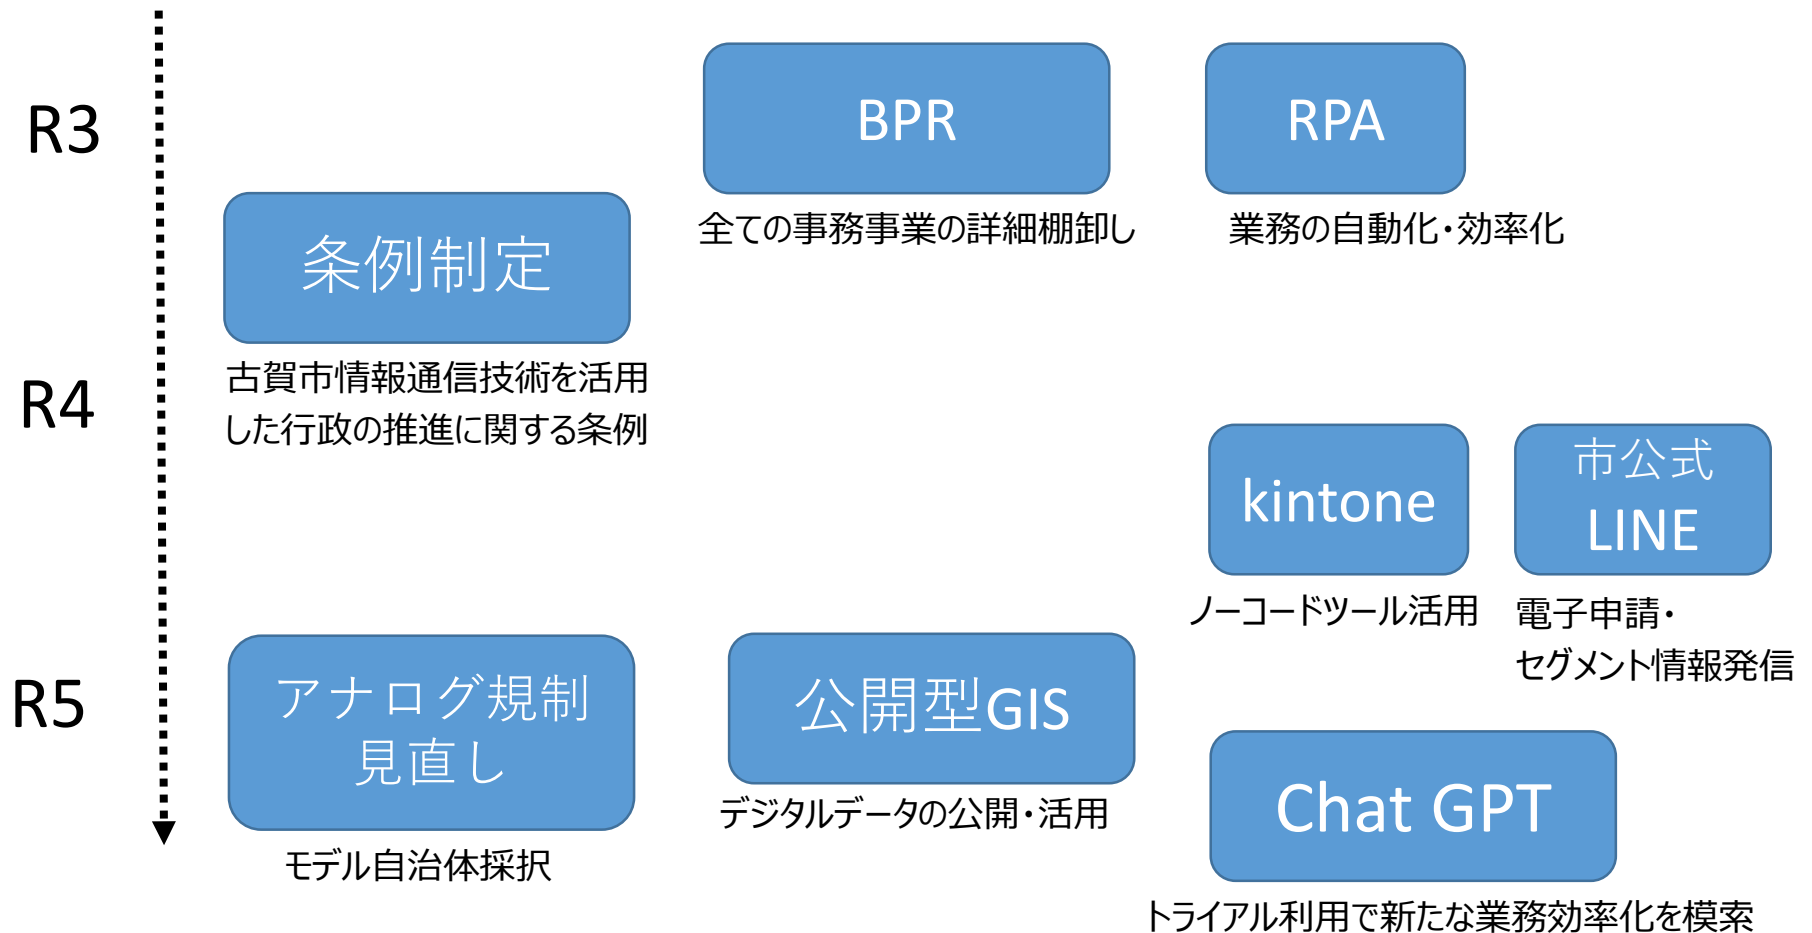 R3
BPR
全ての事務事業の詳細棚卸し
RPA
業務の自動化・効率化
条例制定
古賀市情報通信技術を活用
した行政の推進に関する条例
R4
kintone
ノーコードツール活用
市公式
LINE
電子申請・
セグメント情報発信
R5
アナログ規制
見直し
モデル自治体採択
公開型GIS
デジタルデータの公開・活用
Chat GPT
トライアル利用で新たな業務効率化を模索